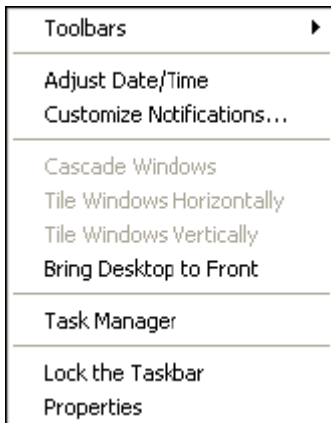 Toolbars
Adjust Date/Time
Customize Notifications...
Cascade Windows
Tile Windows Horizontally
Tile Windows Vertically
Bring Desktop to Front
Task Manager
Lock the Taskbar
Properties